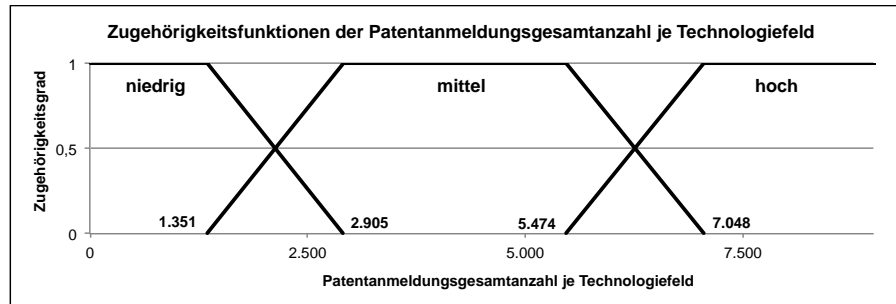 Zugehörigkeitsfunktionen der Patentanmeldungsgesamtanzahl je Technologiefeld
Zugehörigkeitsgrad
1
niedrig
mittel
hoch
0,5
1.351
2.905
5.474
7.048
0
0
2.500
5.000
7.500
Patentanmeldungsgesamtanzahl je Technologiefeld